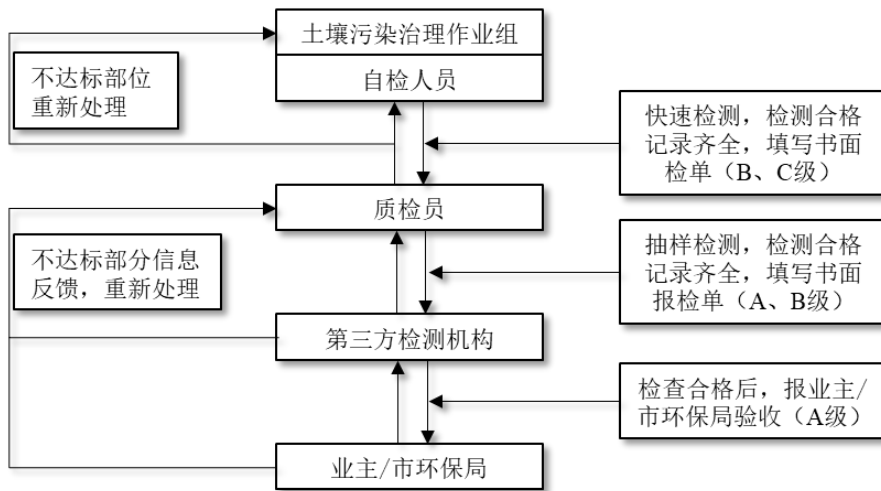 土壤污染治理作业组
自检人员
不达标部位
重新处理
快速检测，检测合格
记录齐全，填写书面
检单（B、C级）
质检员
不达标部分信息
反馈，重新处理
抽样检测，检测合格
记录齐全，填写书面
报检单（A、B级）
第三方检测机构
检查合格后，报业主/
市环保局验收（A级）
业主/市环保局